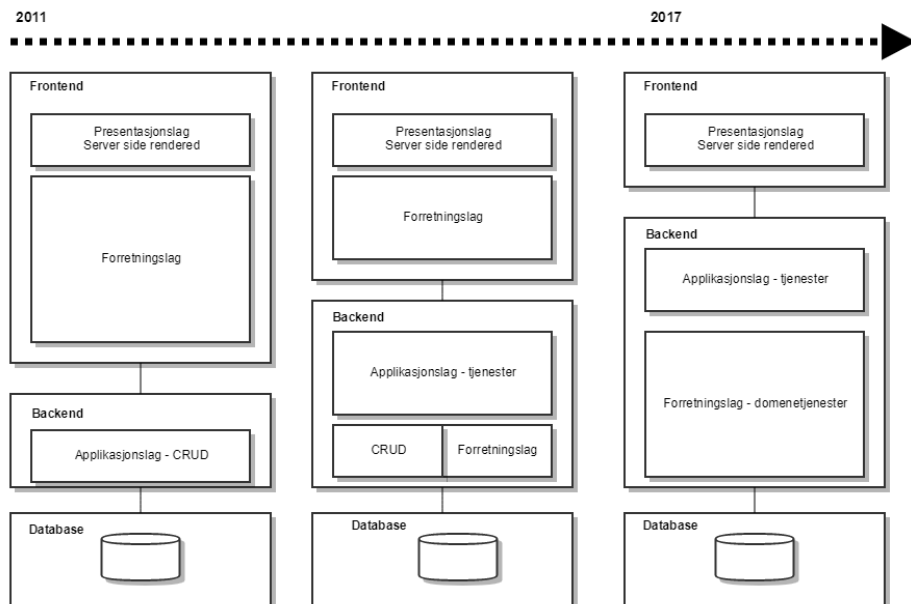 2011
2017
Frontend
Presentasjonslag
Server side rendered
Forretningslag
Backend
Applikasjonslag - CRUD
Database
Frontend
Presentasjonslag
Server side rendered
Forretningslag
Backend
Applikasjonslag - tjenester
CRUD
Forretningslag
Database
Frontend
Presentasjonslag
Server side rendered
Backend
Applikasjonslag - tjenester
Forretningslag - domenetjenester
Database